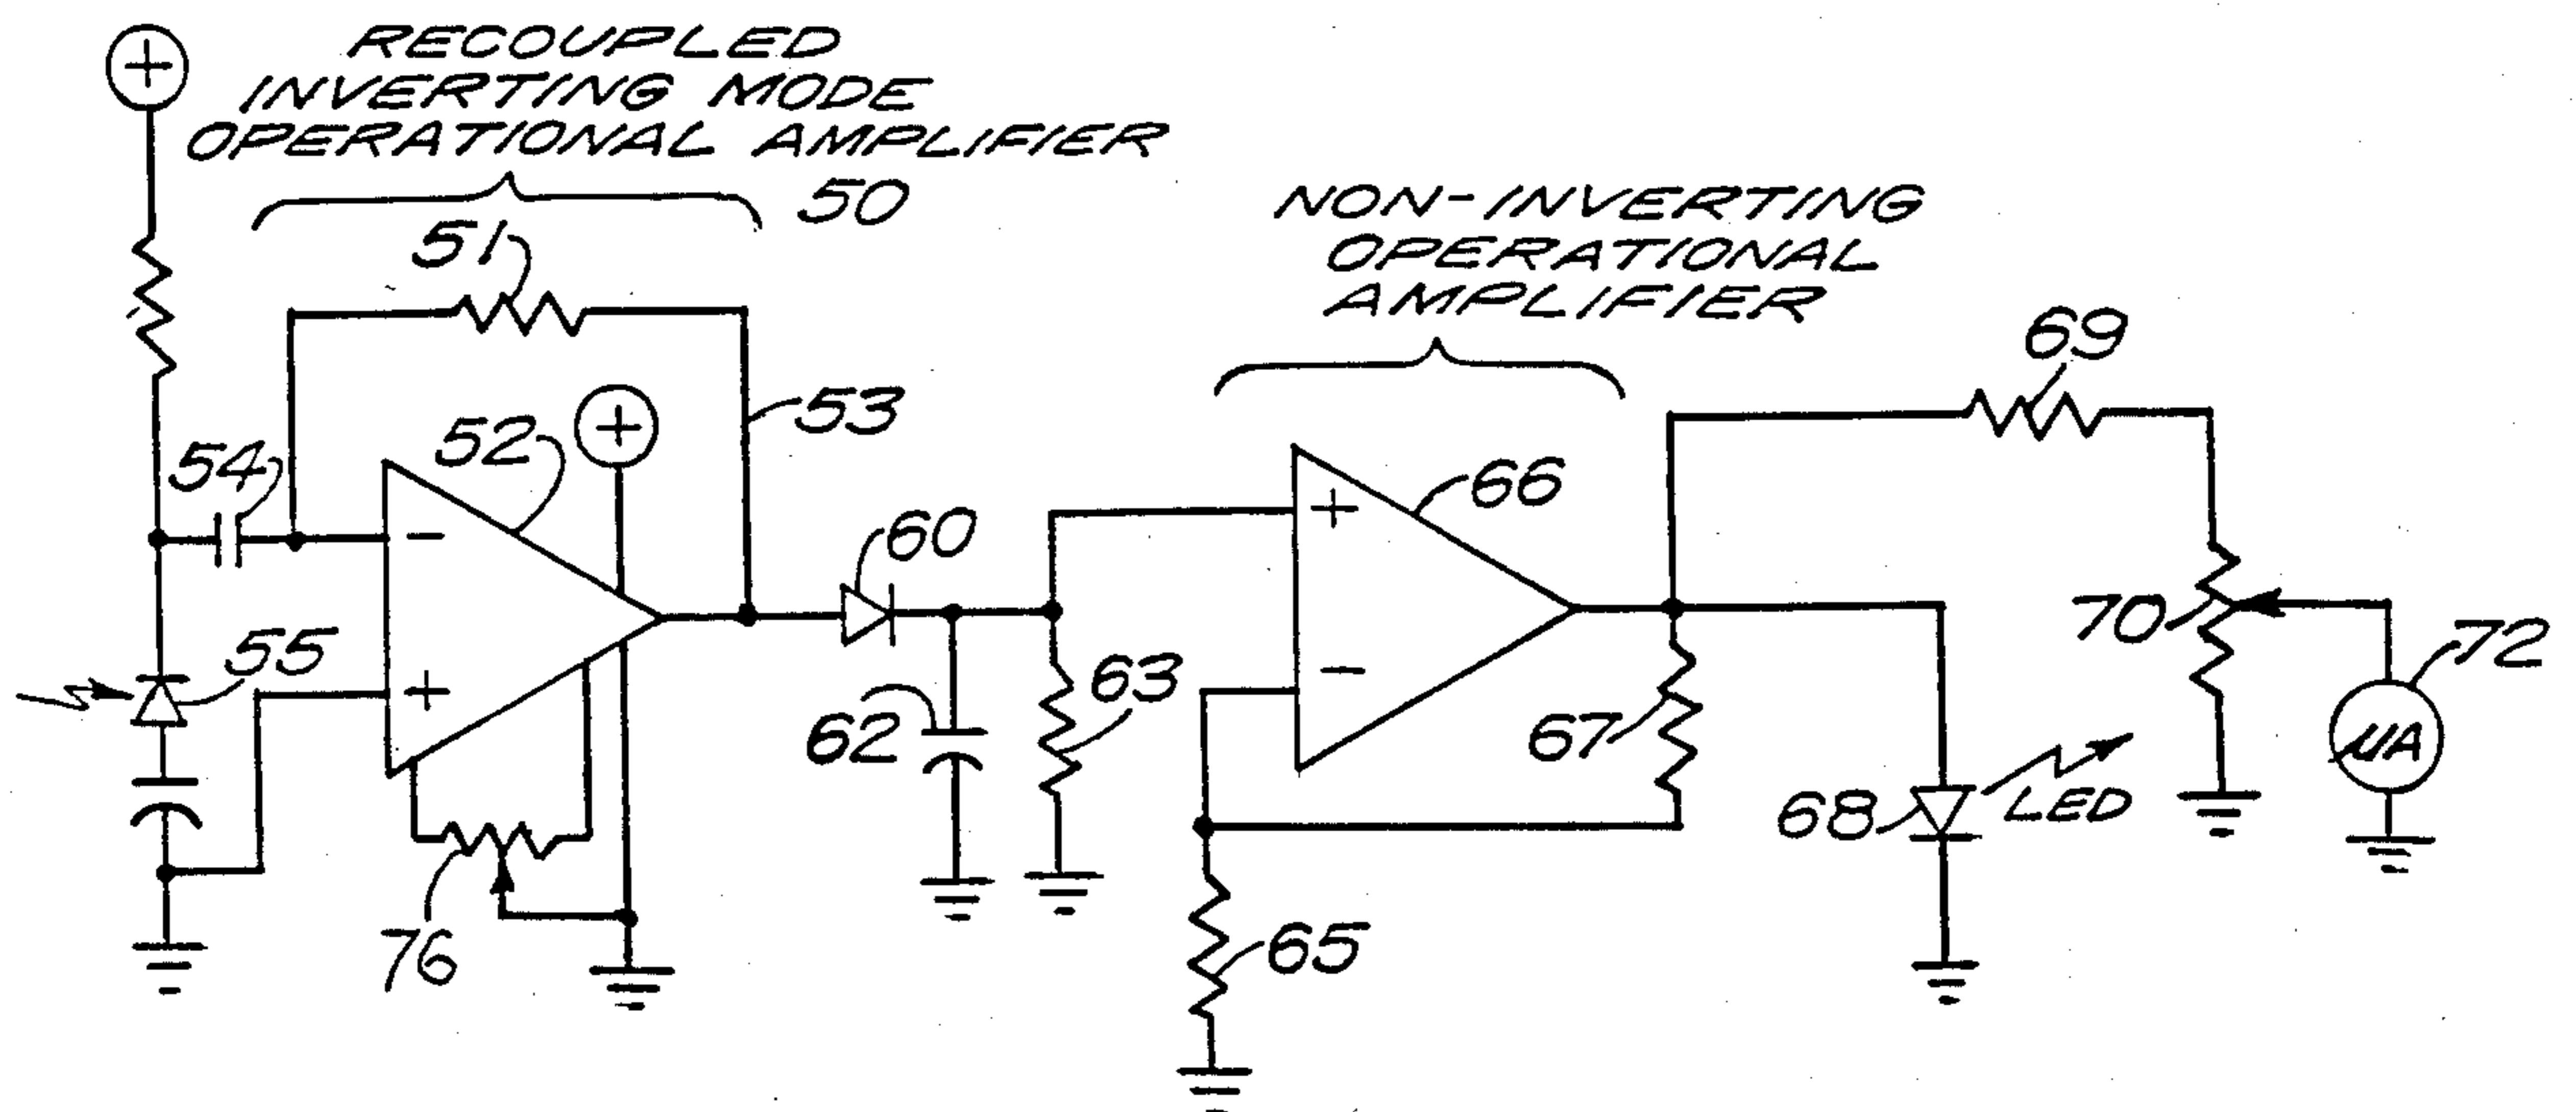 RECOUPLED
INVERTING MODE
OPERATIONAL AMPLIFIER
50
51
52
53
54
55
76
60
62
63
NON-INVERTING
OPERATIONAL
AMPLIFIER
66
67
65
69
70
72
μA
68
LED
+
+
-
+
+
-